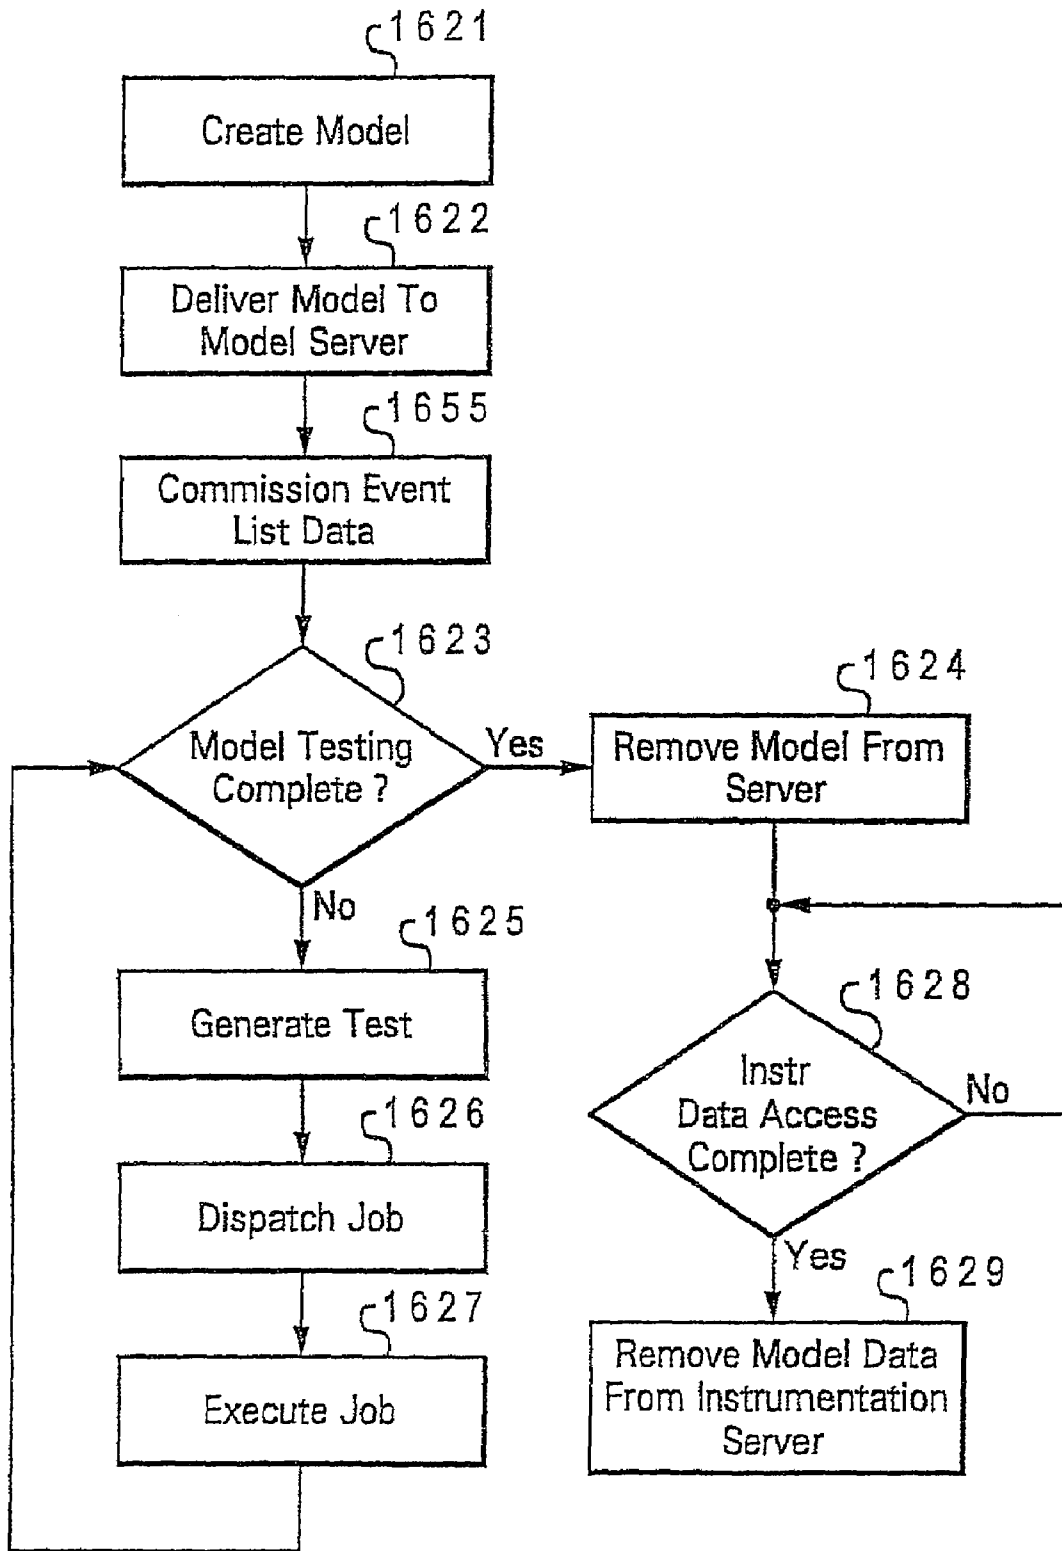 1621
Create Model
1622
Deliver Model To
Model Server
1655
Commission Event
List Data
1623
Model Testing
Complete ?
Yes
No
1624
Remove Model From
Server
1625
Generate Test
1626
Dispatch Job
1627
Execute Job
1628
Instr
Data Access
Complete ?
No
Yes
1629
Remove Model Data
From Instrumentation
Server